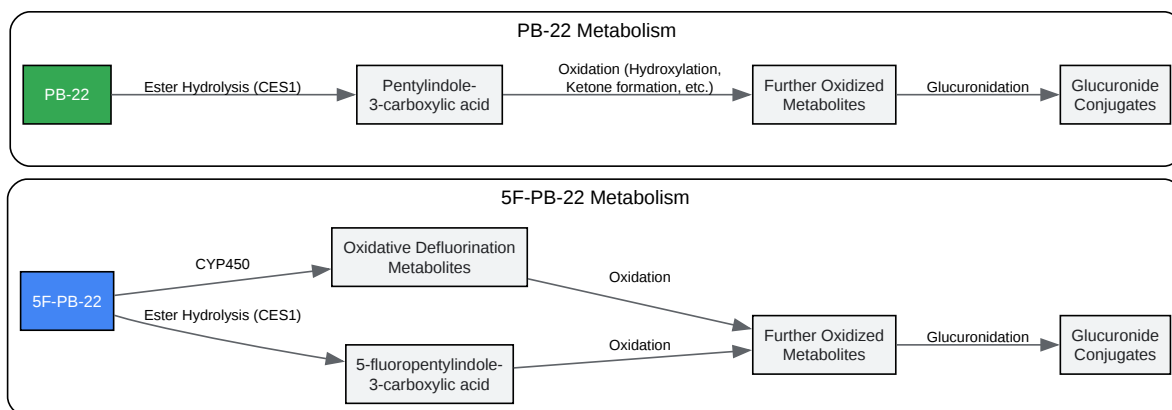 PB-22 Metabolism
PB-22
Ester Hydrolysis (CES1)
Pentylindole-
3-carboxylic acid
Oxidation (Hydroxylation,
Ketone formation, etc.)
Further Oxidized
Metabolites
Glucuronidation
Glucuronide
Conjugates
5F-PB-22 Metabolism
5F-PB-22
CYP450
Oxidative Defluorination
Metabolites
Oxidation
Ester Hydrolysis (CES1)
5-fluoropentylindole-
3-carboxylic acid
Oxidation
Further Oxidized
Metabolites
Glucuronidation
Glucuronide
Conjugates